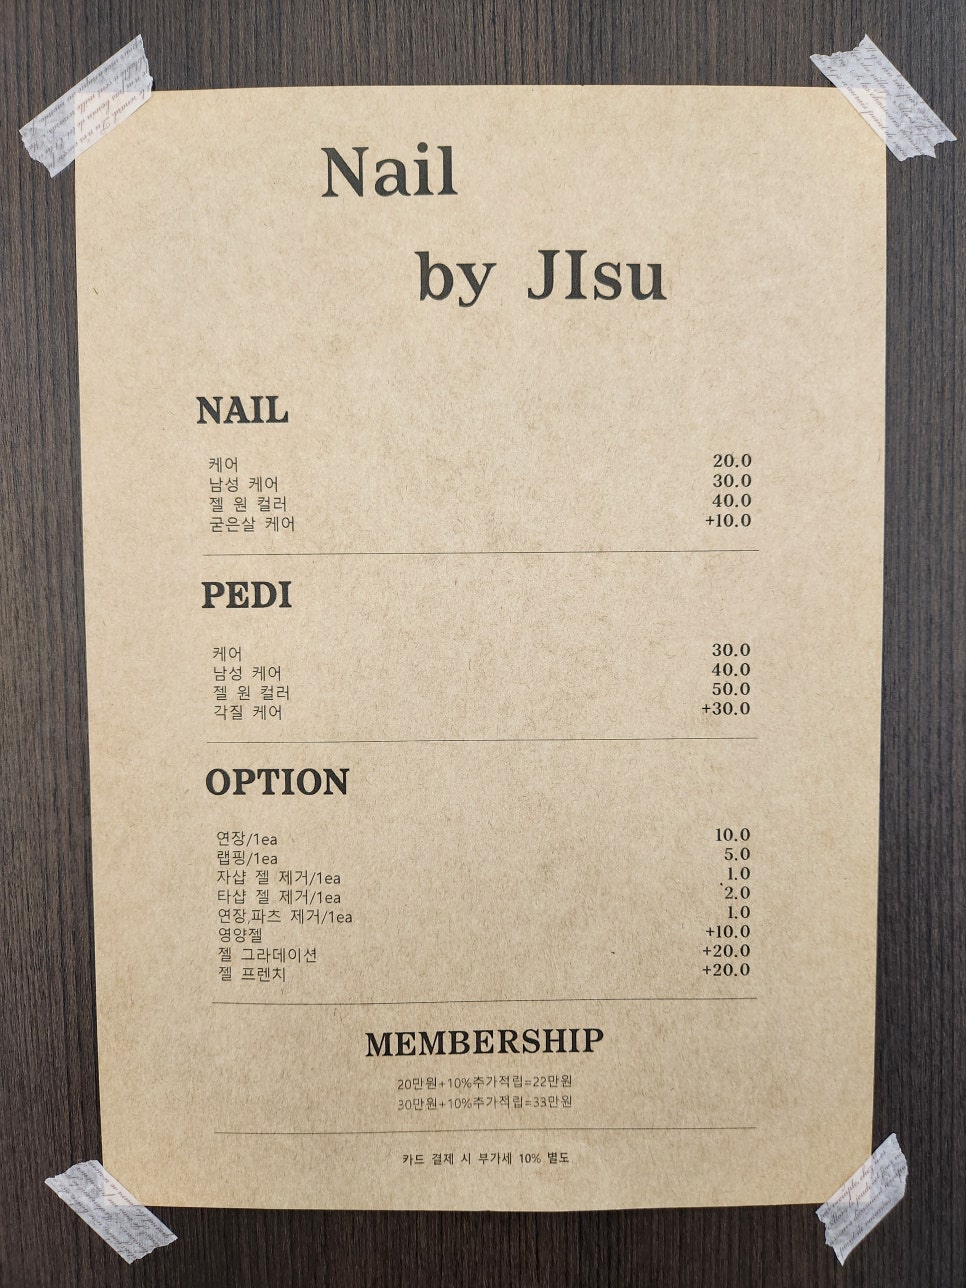 Nail
by JIsu
NAIL
케어 20.0
남성 케어 30.0
젤 원 컬러 40.0
굳은살 케어 +10.0
PEDI
케어 30.0
남성 케어 40.0
젤 원 컬러 50.0
각질 케어 +30.0
OPTION
연장/1ea 10.0
랩핑/1ea 5.0
자샵 젤 제거/1ea 1.0
타샵 젤 제거/1ea 2.0
연장,파츠 제거/1ea 1.0
영양젤 +10.0
젤 그라데이션 +20.0
젤 프렌치 +20.0
MEMBERSHIP
20만원+10%추가적립=22만원
30만원+10%추가적립=33만원
카드 결제 시 부가세 10% 별도